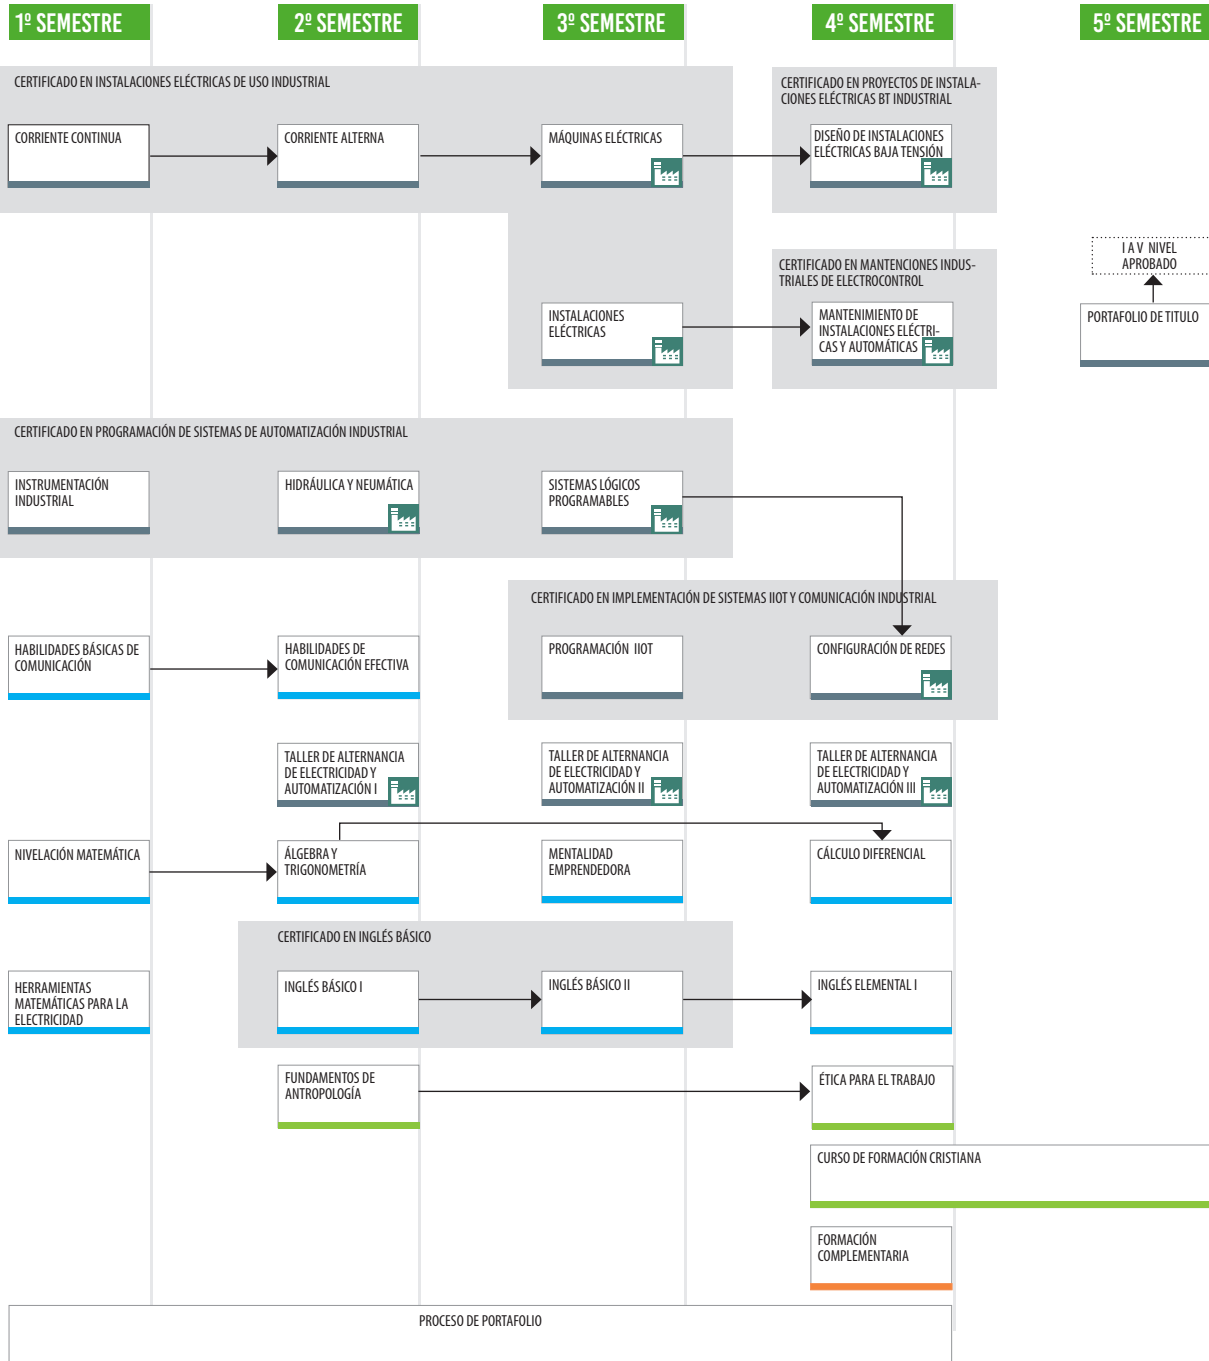 1º SEMESTRE
2º SEMESTRE
3º SEMESTRE
4º SEMESTRE
5º SEMESTRE
CERTIFICADO EN INSTALACIONES ELÉCTRICAS DE USO INDUSTRIAL
CERTIFICADO EN PROYECTOS DE INSTALA-
CIONES ELÉCTRICAS BT INDUSTRIAL
CORRIENTE CONTINUA
CORRIENTE ALTERNA
MÁQUINAS ELÉCTRICAS
DISEÑO DE INSTALACIONES
ELÉCTRICAS BAJA TENSIÓN
I A V NIVEL
APROBADO
CERTIFICADO EN MANTENCIONES INDUS-
TRIALES DE ELECTROCONTROL
INSTALACIONES
ELÉCTRICAS
MANTENIMIENTO DE
INSTALACIONES ELÉCTRI-
CAS Y AUTOMÁTICAS
PORTAFOLIO DE TITULO
CERTIFICADO EN PROGRAMACIÓN DE SISTEMAS DE AUTOMATIZACIÓN INDUSTRIAL
INSTRUMENTACIÓN
INDUSTRIAL
HIDRÁULICA Y NEUMÁTICA
SISTEMAS LÓGICOS
PROGRAMABLES
CERTIFICADO EN IMPLEMENTACIÓN DE SISTEMAS IIOT Y COMUNICACIÓN INDUSTRIAL
HABILIDADES BÁSICAS DE
COMUNICACIÓN
HABILIDADES DE
COMUNICACIÓN EFECTIVA
PROGRAMACIÓN IIOT
CONFIGURACIÓN DE REDES
TALLER DE ALTERNANCIA
DE ELECTRICIDAD Y
AUTOMATIZACIÓN I
TALLER DE ALTERNANCIA
DE ELECTRICIDAD Y
AUTOMATIZACIÓN II
TALLER DE ALTERNANCIA
DE ELECTRICIDAD Y
AUTOMATIZACIÓN III
NIVELACIÓN MATEMÁTICA
ÁLGEBRA Y
TRIGONOMETRÍA
MENTALIDAD
EMPRENDEDORA
CÁLCULO DIFERENCIAL
CERTIFICADO EN INGLÉS BÁSICO
HERRAMIENTAS
MATEMÁTICAS PARA LA
ELECTRICIDAD
INGLÉS BÁSICO I
INGLÉS BÁSICO II
INGLÉS ELEMENTAL I
FUNDAMENTOS DE
ANTROPOLOGÍA
ÉTICA PARA EL TRABAJO
CURSO DE FORMACIÓN CRISTIANA
FORMACIÓN
COMPLEMENTARIA
PROCESO DE PORTAFOLIO